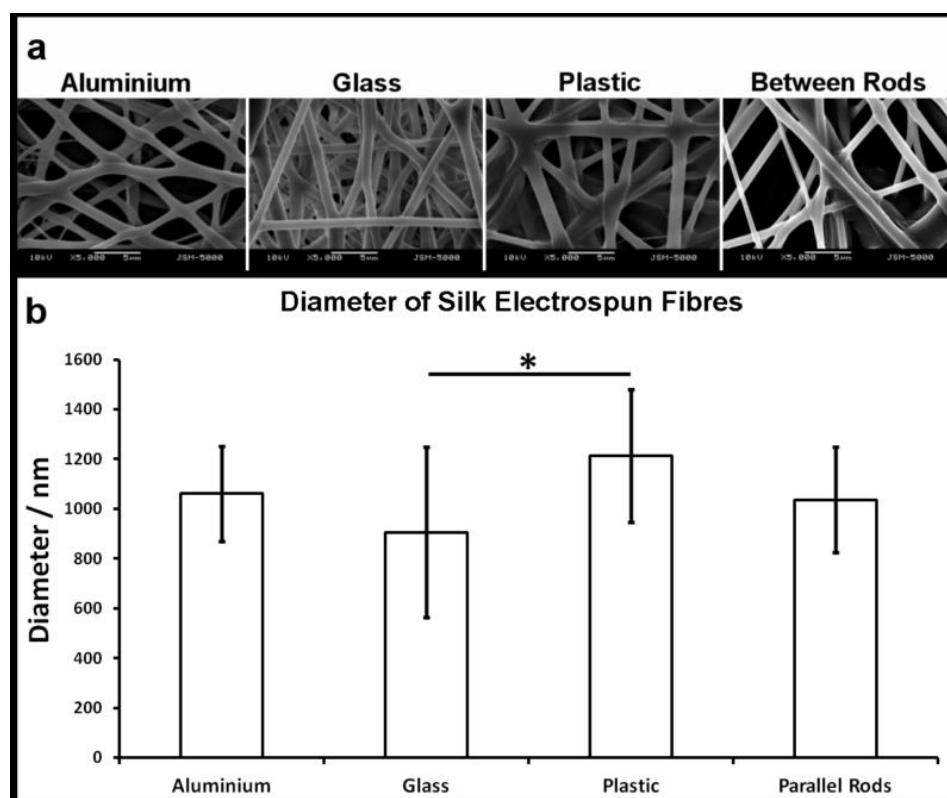 a
Aluminium Glass Plastic Between Rods
10kV X5,000 5µm JSM-5000 10kV X5,000 5µm JSM-5000 10kV X5,000 5µm JSM-5000 10kV X5,000 5µm JSM-5000
b
Diameter of Silk Electrospun Fibres
*
1600
1400
1200
1000
800
600
400
200
0
Diameter / nm
Aluminium Glass Plastic Parallel Rods